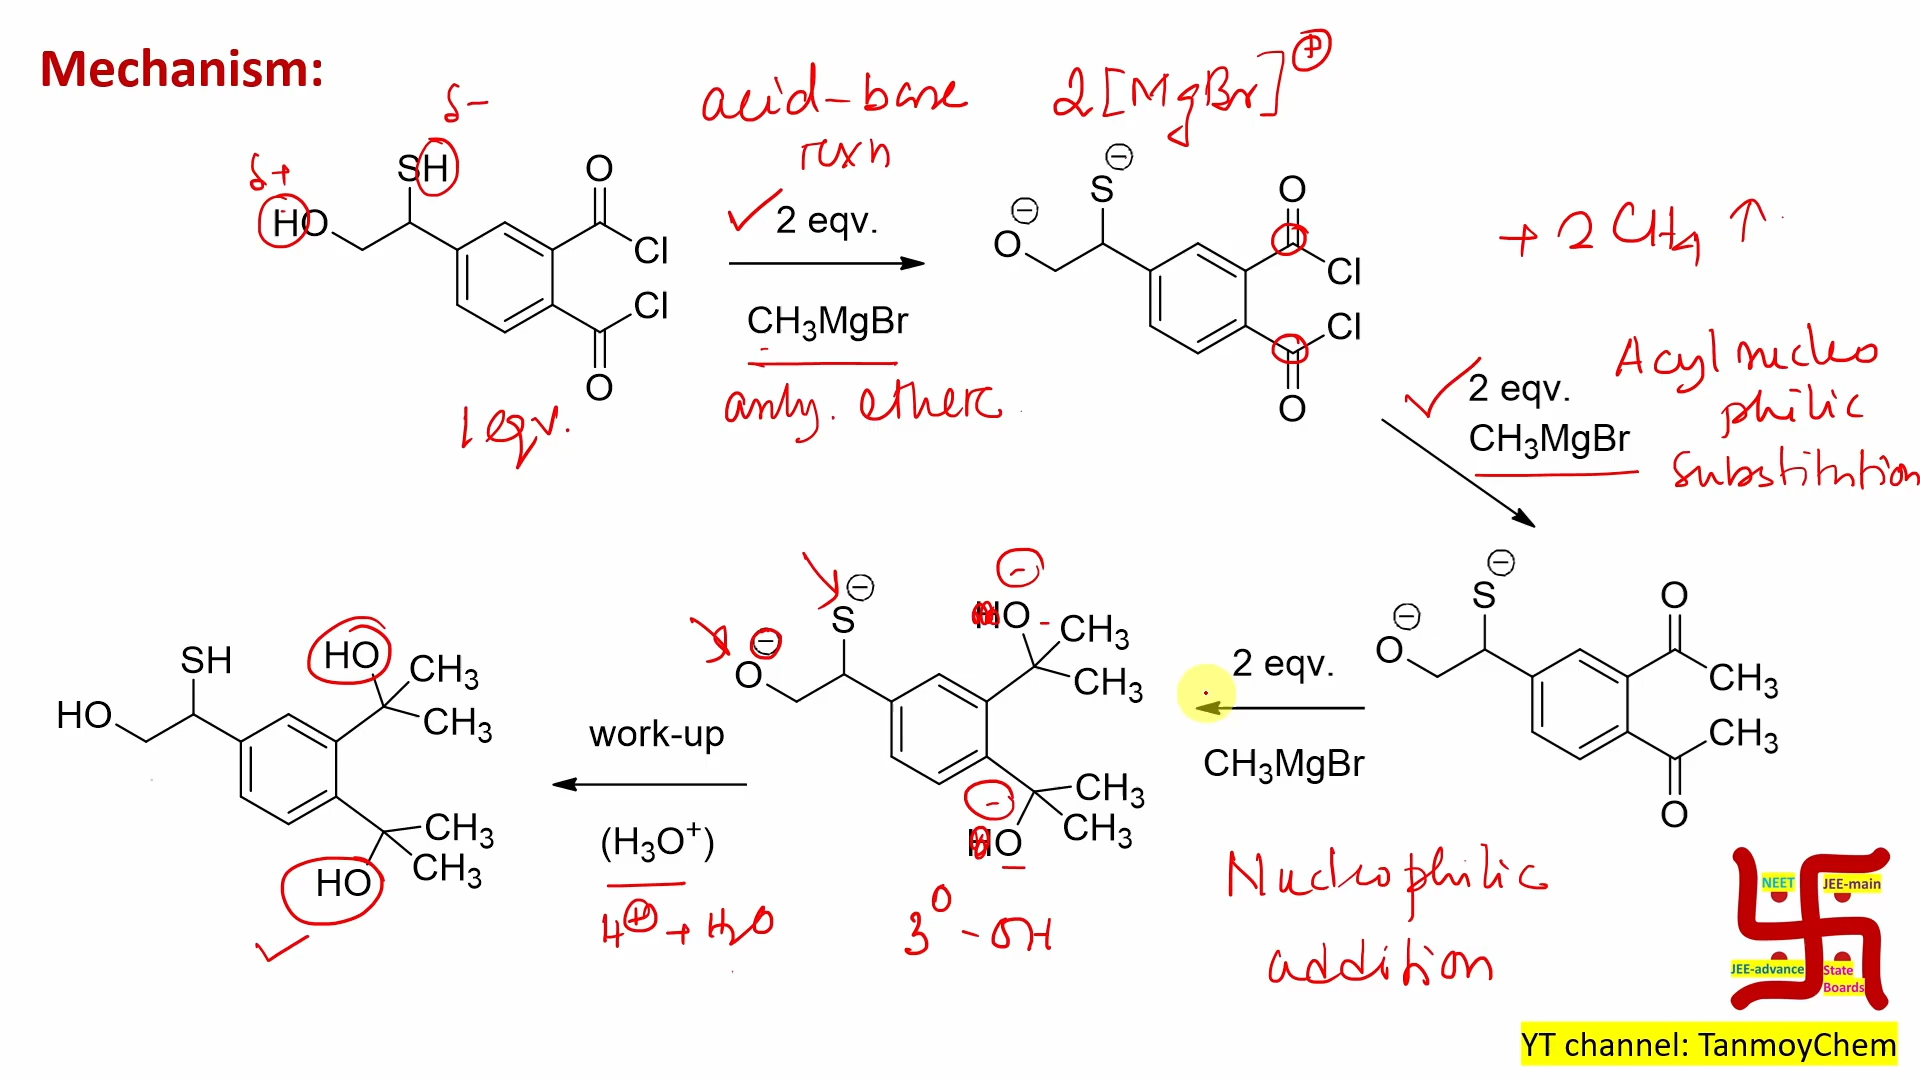 Mechanism:
δ-
δ+
SH
HO
O
Cl
Cl
O
1 eqv.
acid-base
rexn
2 eqv.
CH3MgBr
anhy. ether
2[MgBr]⊕
⊖
S
⊖
O
O
Cl
Cl
O
+ 2 CH4 ↑
2 eqv.
CH3MgBr
Acyl nucleo
philic
substitution
⊖
S
⊖
O
O
CH3
CH3
O
2 eqv.
CH3MgBr
Nucleophilic
addition
⊖
S
⊖
O
⊖
HO
CH3
CH3
CH3
CH3
⊖
HO
3° -OH
work-up
(H3O+)
H⊕ + H2O
SH
HO
HO
CH3
CH3
CH3
CH3
HO
NEET
JEE-main
JEE-advance
State
Boards
YT channel: TanmoyChem